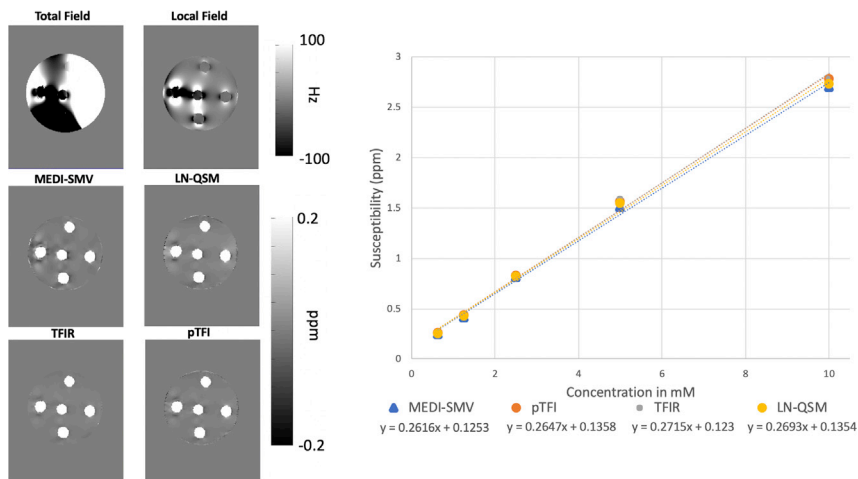 Total Field Local Field
100
Hz
-100
MEDI-SMV LN-QSM
0.2
ppm
TFIR pTFI
-0.2
3
2.5
2
1.5
1
0.5
0
Susceptibility (ppm)
0 2 4 6 8 10
Concentration in mM
MEDI-SMV pTFI TFIR LN-QSM
y = 0.2616x + 0.1253 y = 0.2647x + 0.1358 y = 0.2715x + 0.123 y = 0.2693x + 0.1354